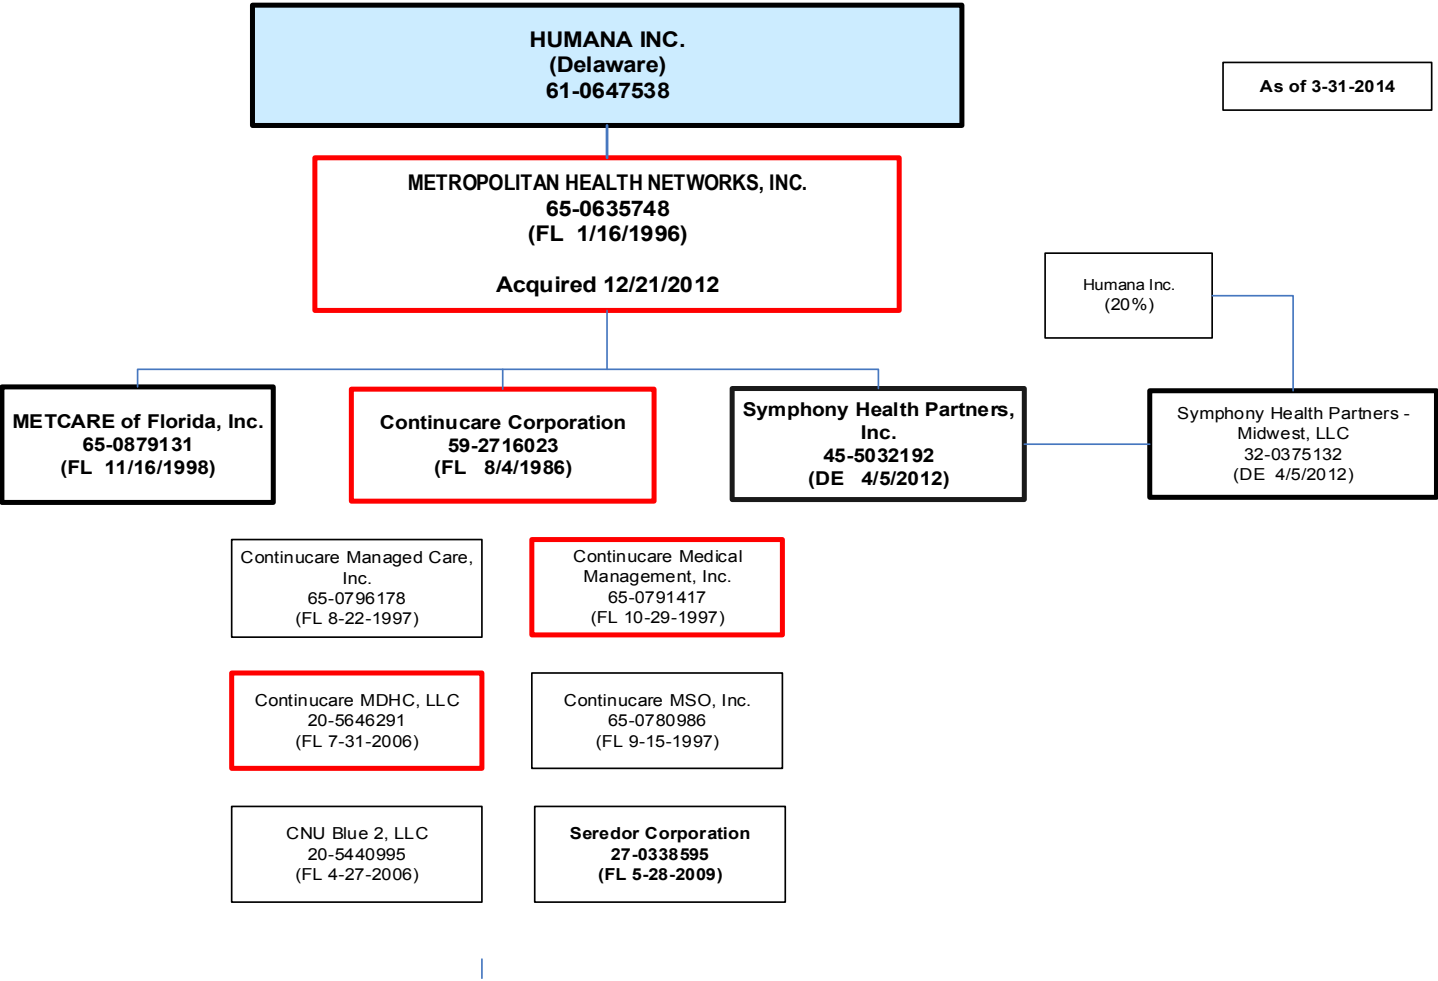 HUMANA INC.
(Delaware)
61-0647538
As of 3-31-2014
METROPOLITAN HEALTH NETWORKS, INC.
65-0635748
(FL 1/16/1996)
Acquired 12/21/2012
Humana Inc.
(20%)
METCARE of Florida, Inc.
65-0879131
(FL 11/16/1998)
Continucare Corporation
59-2716023
(FL 8/4/1986)
Symphony Health Partners,
Inc.
45-5032192
(DE 4/5/2012)
Symphony Health Partners -
Midwest, LLC
32-0375132
(DE 4/5/2012)
Continucare Managed Care,
Inc.
65-0796178
(FL 8-22-1997)
Continucare Medical
Management, Inc.
65-0791417
(FL 10-29-1997)
Continucare MDHC, LLC
20-5646291
(FL 7-31-2006)
Continucare MSO, Inc.
65-0780986
(FL 9-15-1997)
CNU Blue 2, LLC
20-5440995
(FL 4-27-2006)
Seredor Corporation
27-0338595
(FL 5-28-2009)